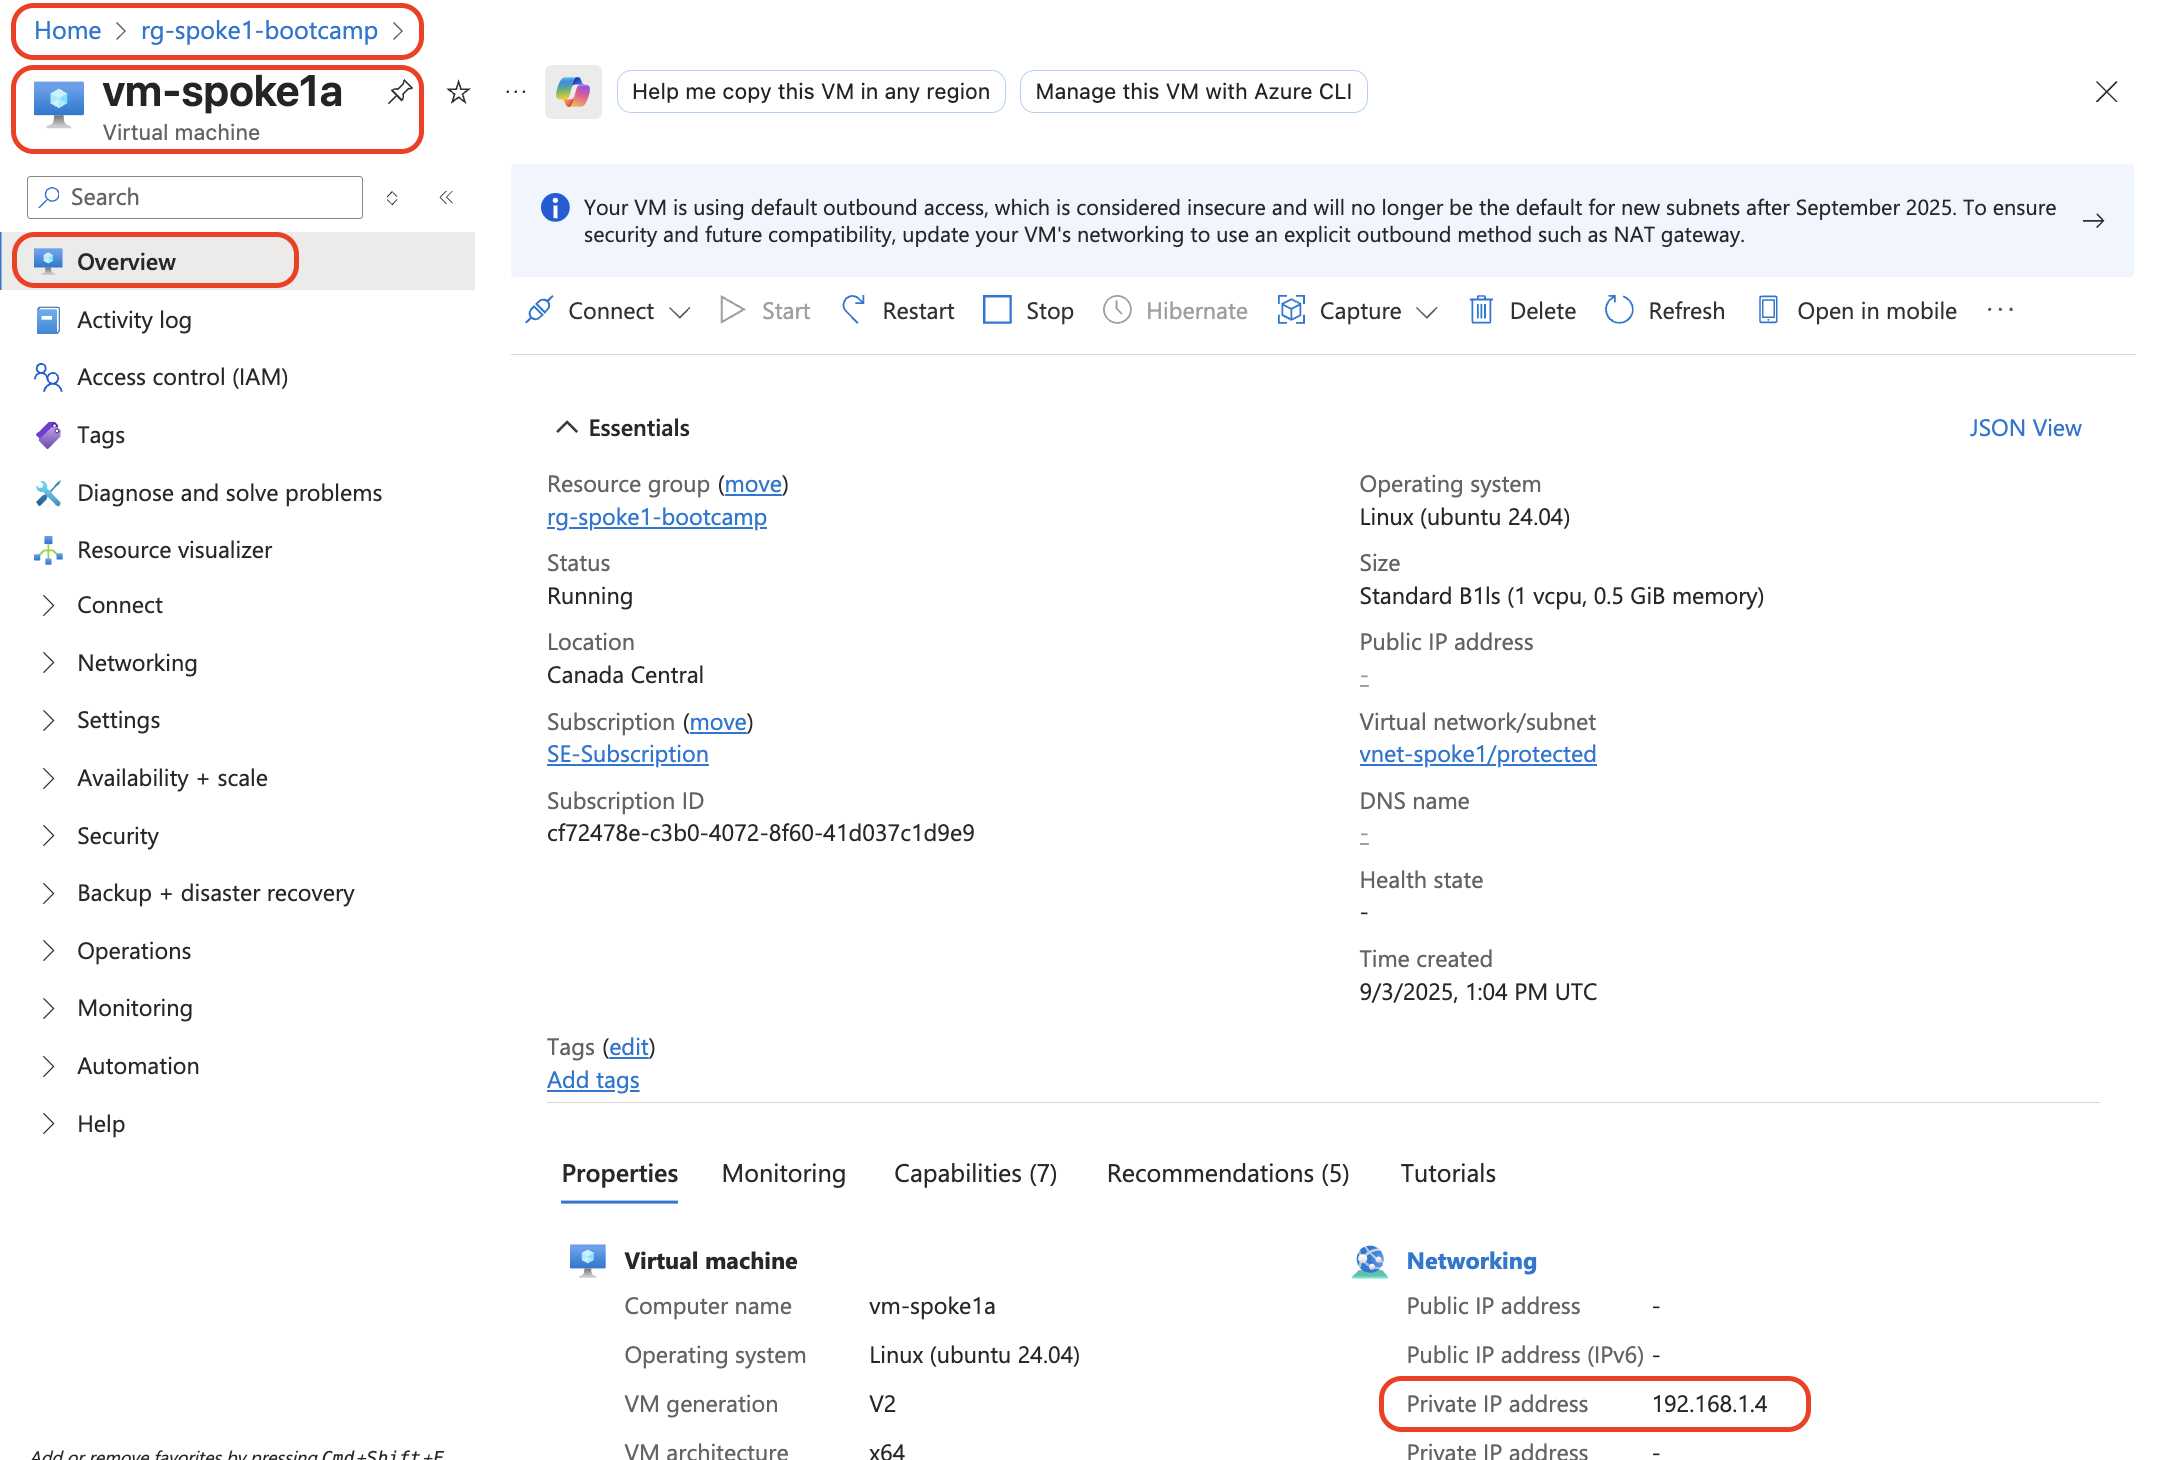 Home > rg-spoke1-bootcamp >
vm-spoke1a
Virtual machine
Help me copy this VM in any region
Manage this VM with Azure CLI
Search
Your VM is using default outbound access, which is considered insecure and will no longer be the default for new subnets after September 2025. To ensure
security and future compatibility, update your VM's networking to use an explicit outbound method such as NAT gateway.
Connect Start Restart Stop Hibernate Capture Delete Refresh Open in mobile
Overview
Activity log
Access control (IAM)
Tags
Diagnose and solve problems
Resource visualizer
Connect
Networking
Settings
Availability + scale
Security
Backup + disaster recovery
Operations
Monitoring
Automation
Help
Add or remove favorites by pressing Cmd+Shift+F
Essentials
JSON View
Resource group (move)
rg-spoke1-bootcamp
Status
Running
Location
Canada Central
Subscription (move)
SE-Subscription
Subscription ID
cf72478e-c3b0-4072-8f60-41d037c1d9e9
Operating system
Linux (ubuntu 24.04)
Size
Standard B1ls (1 vcpu, 0.5 GiB memory)
Public IP address
-
Virtual network/subnet
vnet-spoke1/protected
DNS name
-
Health state
-
Time created
9/3/2025, 1:04 PM UTC
Tags (edit)
Add tags
Properties Monitoring Capabilities (7) Recommendations (5) Tutorials
Virtual machine
Computer name vm-spoke1a
Operating system Linux (ubuntu 24.04)
VM generation V2
VM architecture x64
Networking
Public IP address -
Public IP address (IPv6) -
Private IP address 192.168.1.4
Private IP address -